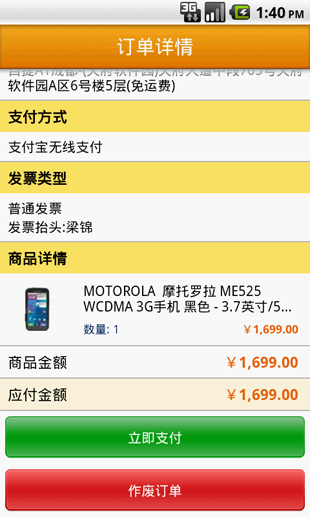 3G 1:40 PM
订单详情
软件园A区6号楼5层(免运费)
支付方式
支付宝无线支付
发票类型
普通发票
发票抬头:梁锦
商品详情
MOTOROLA 摩托罗拉 ME525
WCDMA 3G手机 黑色 - 3.7英寸/5...
数量: 1 ￥1,699.00
商品金额 ￥1,699.00
应付金额 ￥1,699.00
立即支付
作废订单